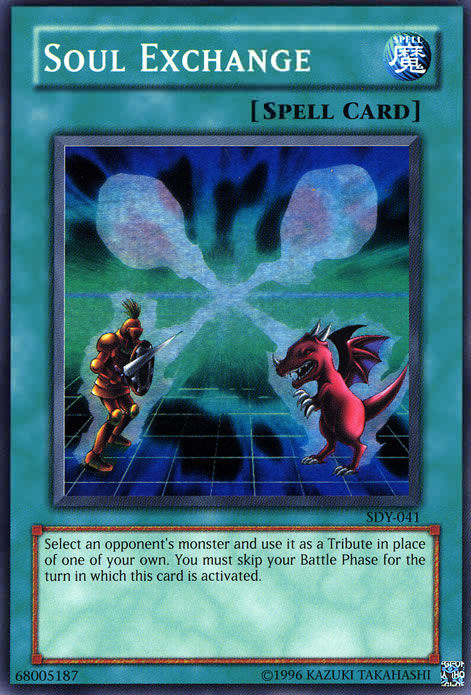 SOUL EXCHANGE
SPELL
魔
[SPELL CARD]
SDY-041
Select an opponent's monster and use it as a Tribute in place
of one of your own. You must skip your Battle Phase for the
turn in which this card is activated.
68005187
©1996 KAZUKI TAKAHASHI